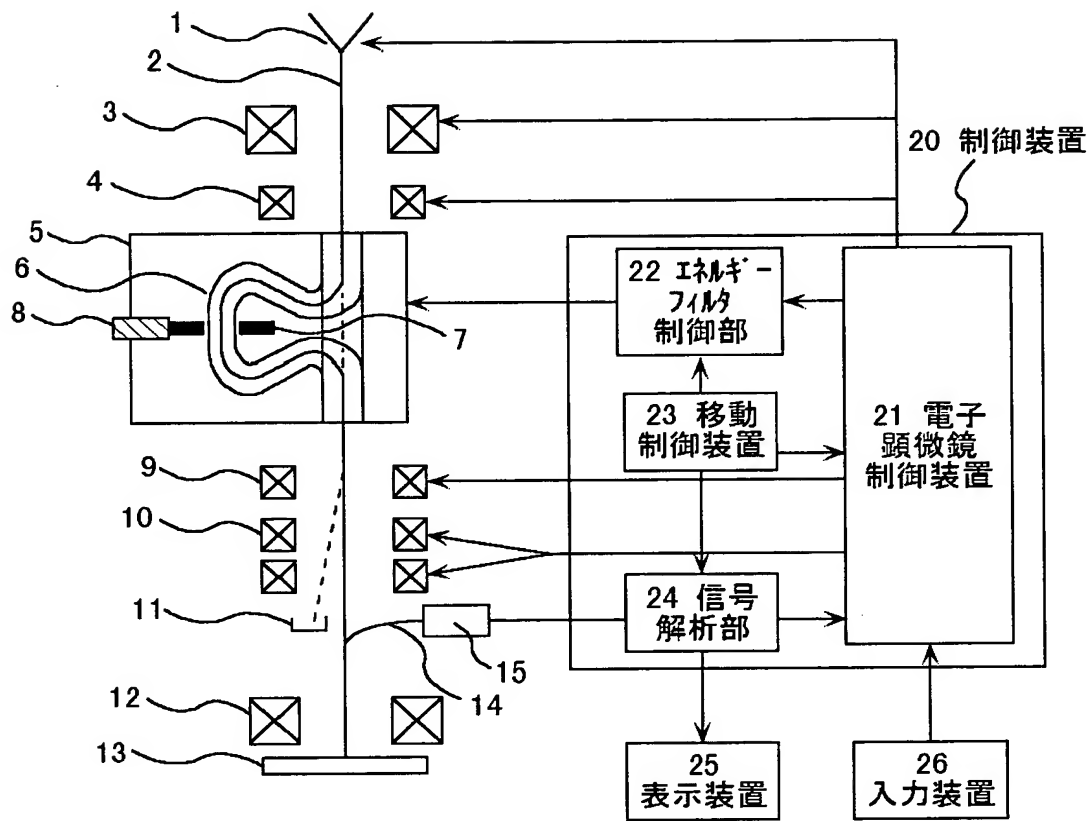 1
2
3
4
20 制御装置
5
6
8
7
22 エネルギー
フィルタ
制御部
23 移動
制御装置
21 電子
顕微鏡
制御装置
9
10
11
24 信号
解析部
15
14
12
13
25
表示装置
26
入力装置